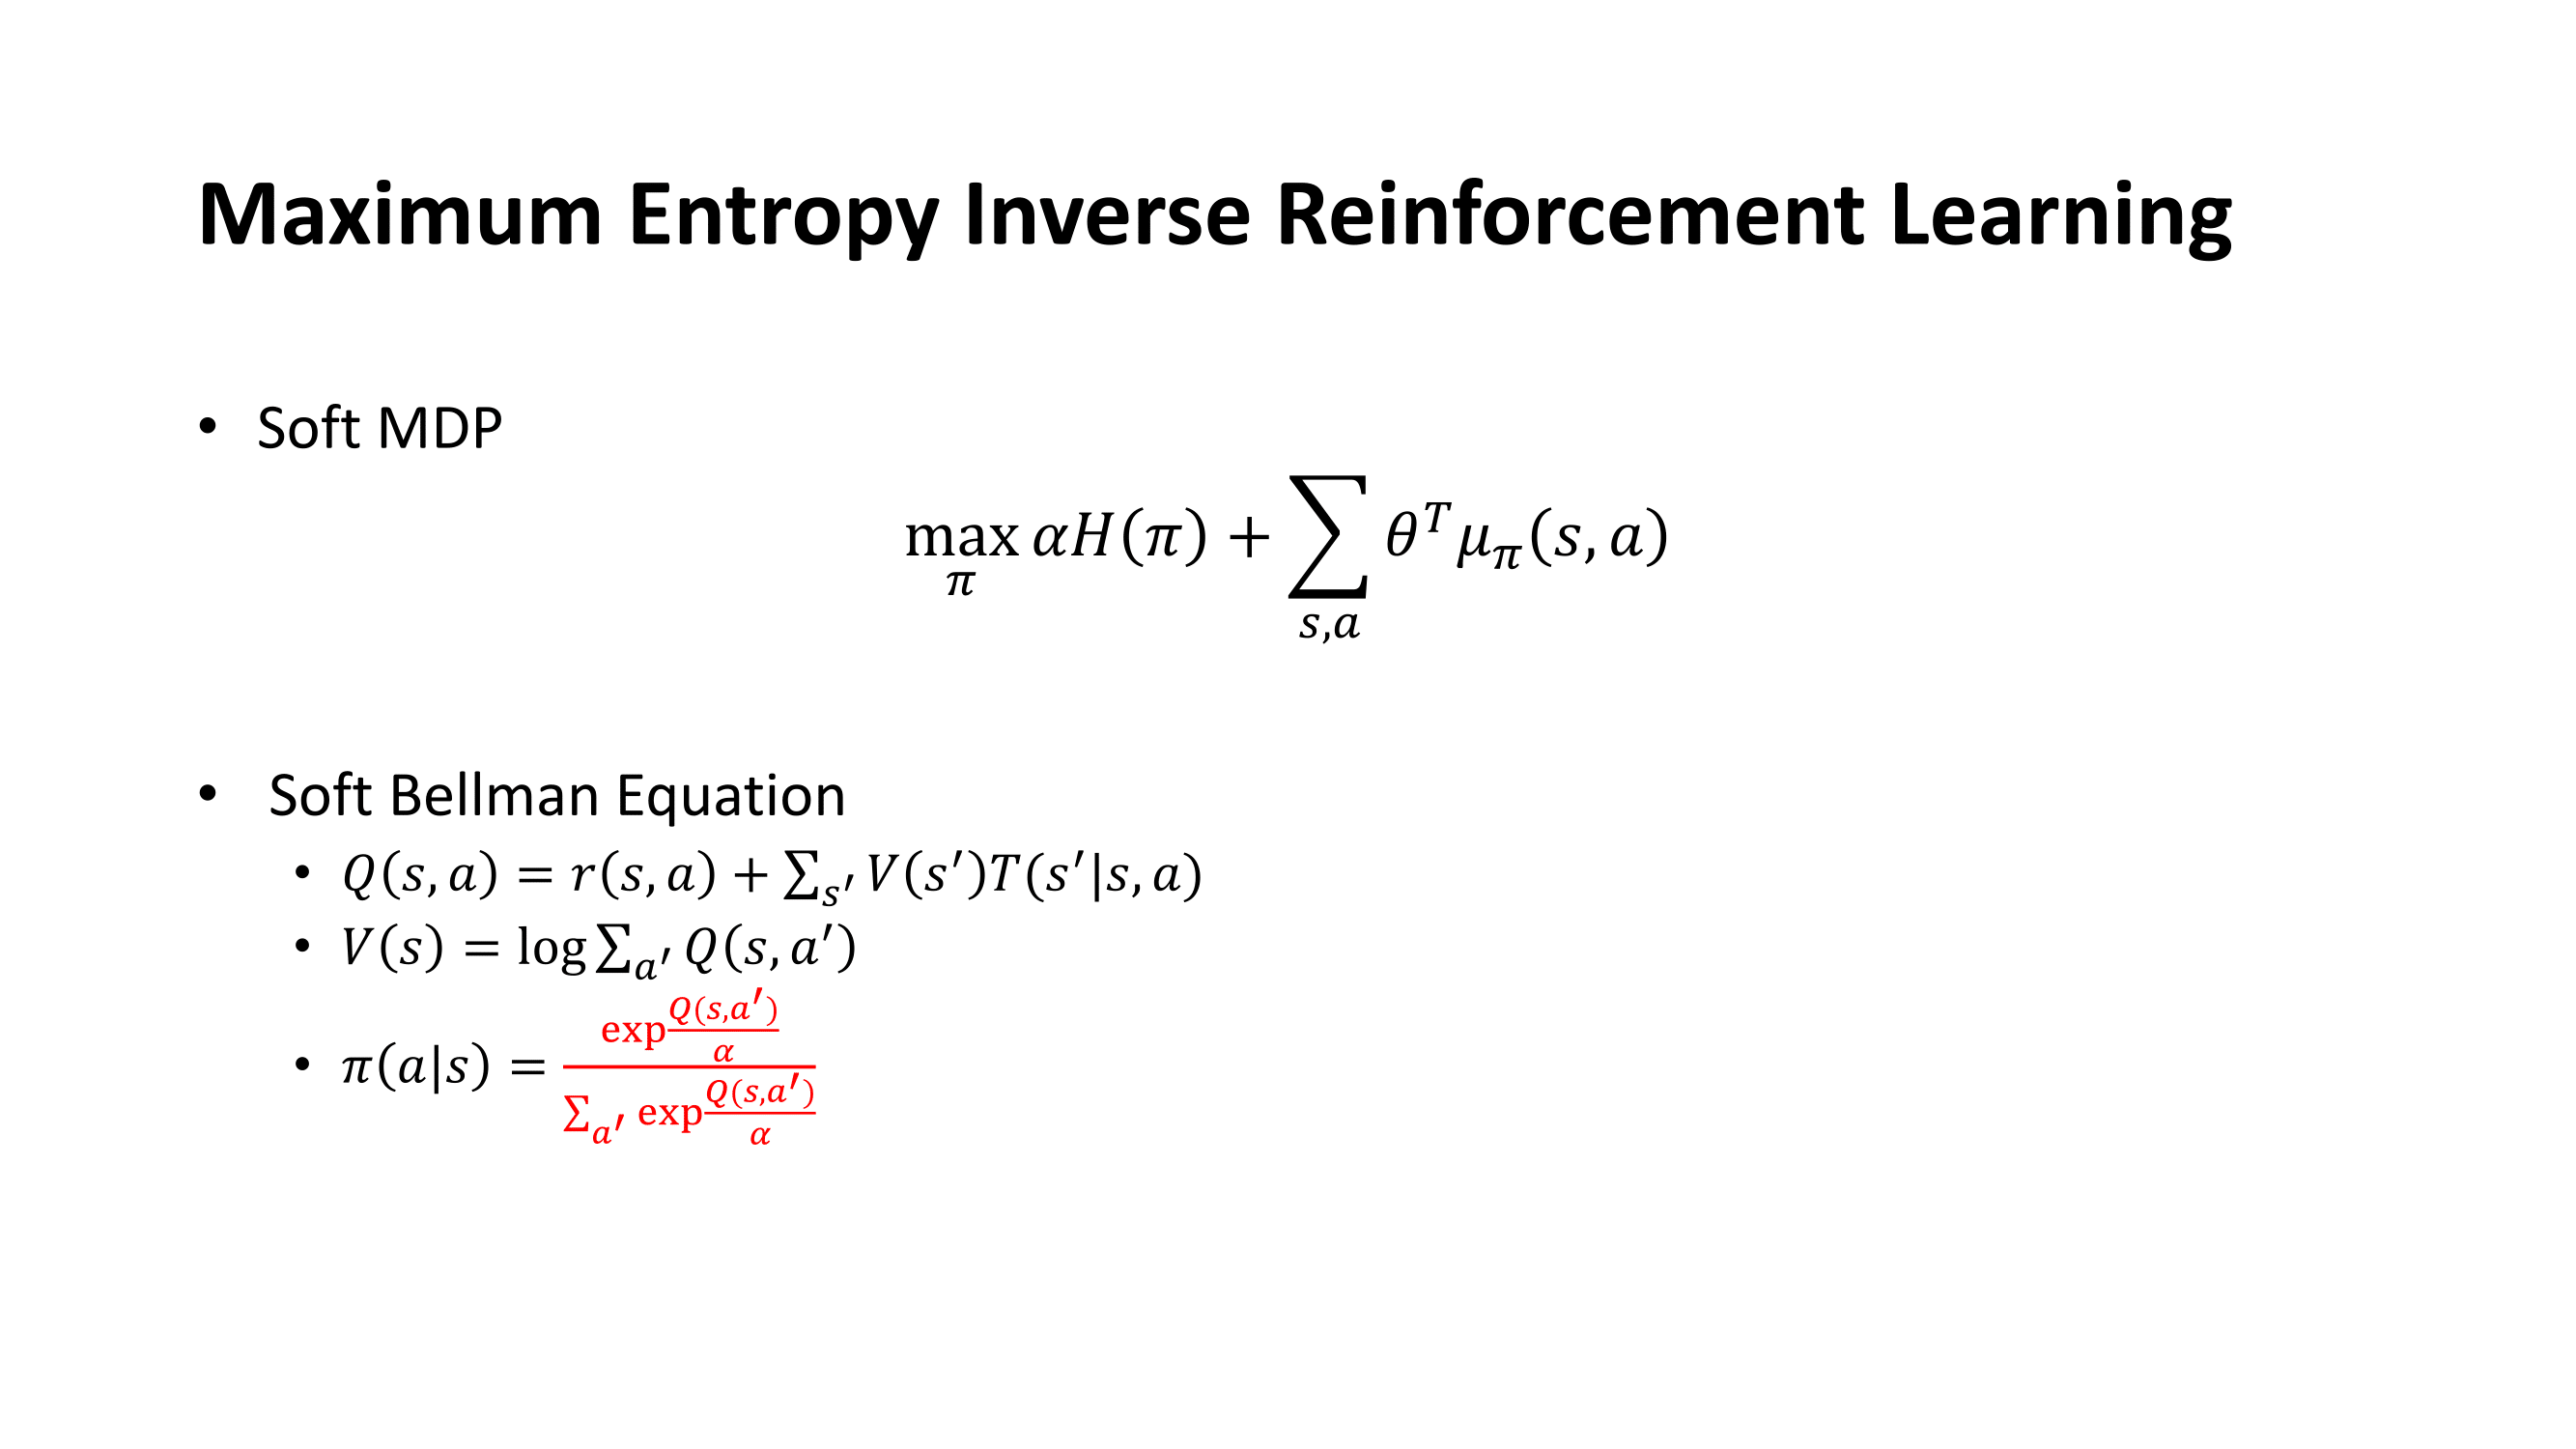 Maximum Entropy Inverse Reinforcement Learning
• Soft MDP
$\max_{\pi} \alpha H(\pi) + \sum_{s,a} \theta^T \mu_\pi(s, a)$
• Soft Bellman Equation
• $Q(s, a) = r(s, a) + \sum_{s'} V(s')T(s'|s, a)$
• $V(s) = \log \sum_{a'} Q(s, a')$
• $\pi(a|s) = \frac{\exp\frac{Q(s,a')}{\alpha}}{\sum_{a'} \exp\frac{Q(s,a')}{\alpha}}$